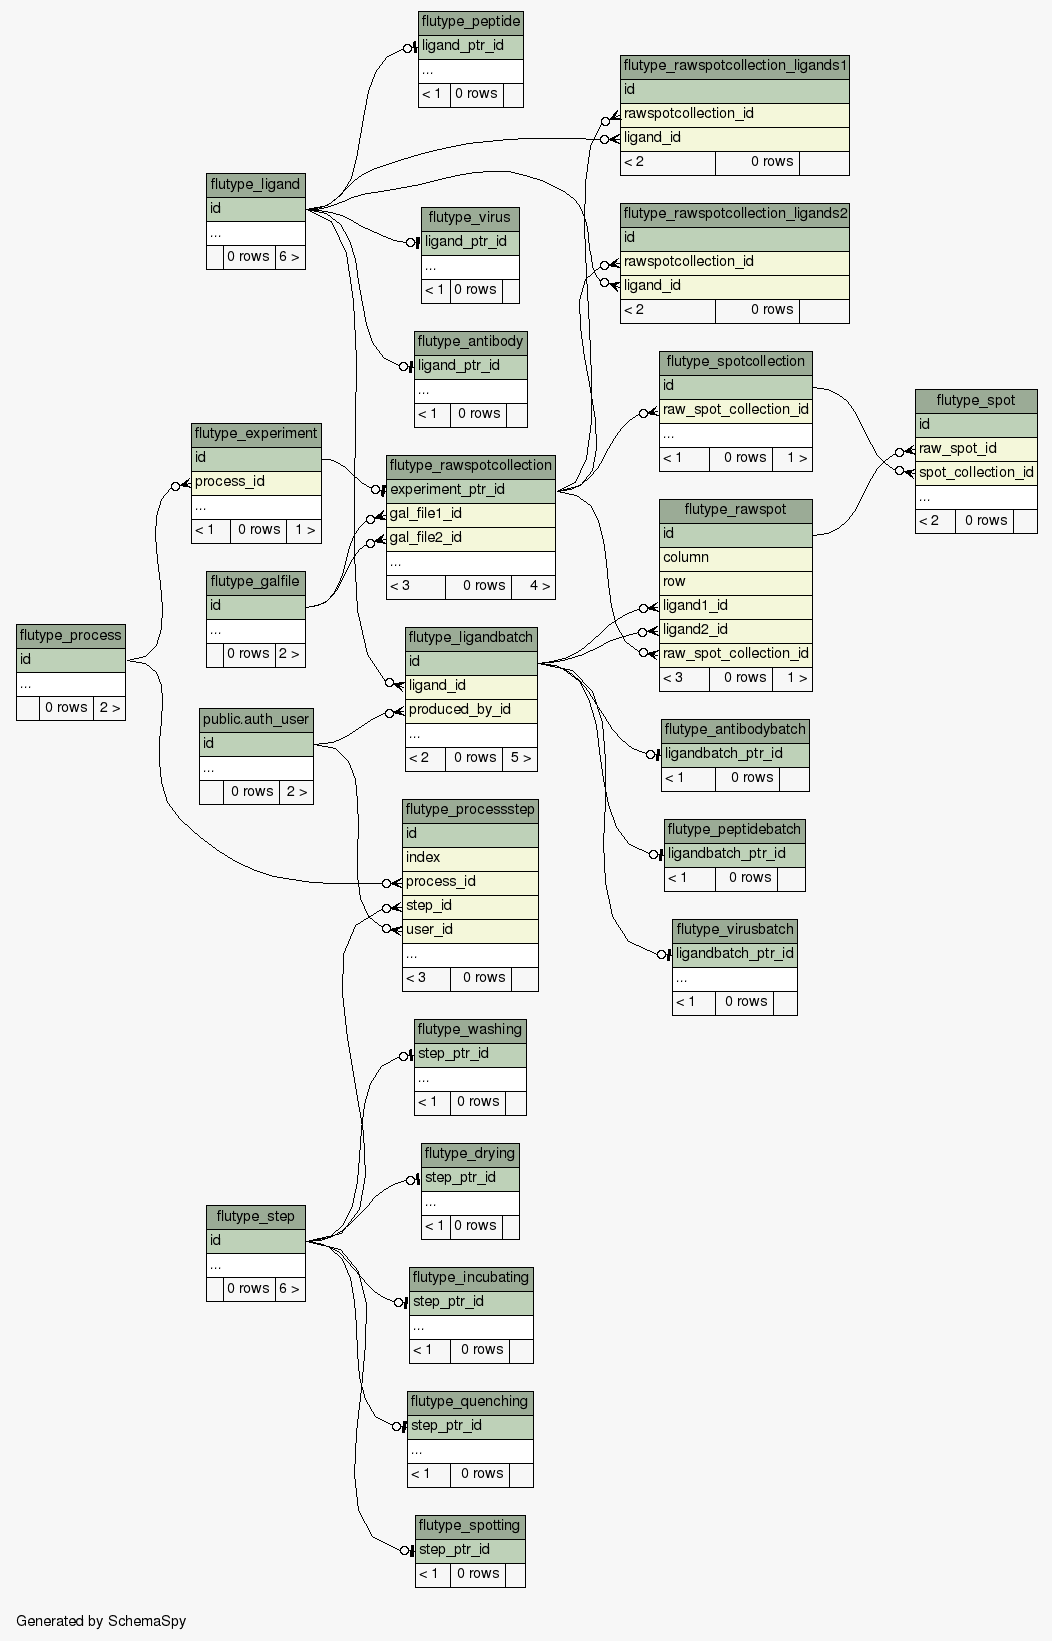 flutype_peptide
ligand_ptr_id
...
< 1 0 rows
flutype_rawspotcollection_ligands1
id
rawspotcollection_id
ligand_id
< 2 0 rows
flutype_ligand
id
...
0 rows 6 >
flutype_virus
ligand_ptr_id
...
< 1 0 rows
flutype_rawspotcollection_ligands2
id
rawspotcollection_id
ligand_id
< 2 0 rows
flutype_antibody
ligand_ptr_id
...
< 1 0 rows
flutype_spotcollection
id
raw_spot_collection_id
...
< 1 0 rows 1 >
flutype_spot
id
raw_spot_id
spot_collection_id
...
< 2 0 rows
flutype_experiment
id
process_id
...
< 1 0 rows 1 >
flutype_rawspotcollection
experiment_ptr_id
gal_file1_id
gal_file2_id
...
< 3 0 rows 4 >
flutype_rawspot
id
column
row
ligand1_id
ligand2_id
raw_spot_collection_id
< 3 0 rows 1 >
flutype_galfile
id
...
0 rows 2 >
flutype_process
id
...
0 rows 2 >
flutype_ligandbatch
id
ligand_id
produced_by_id
...
< 2 0 rows 5 >
public.auth_user
id
...
0 rows 2 >
flutype_antibodybatch
ligandbatch_ptr_id
< 1 0 rows
flutype_processstep
id
index
process_id
step_id
user_id
...
< 3 0 rows
flutype_peptidebatch
ligandbatch_ptr_id
< 1 0 rows
flutype_virusbatch
ligandbatch_ptr_id
...
< 1 0 rows
flutype_washing
step_ptr_id
...
< 1 0 rows
flutype_drying
step_ptr_id
...
< 1 0 rows
flutype_step
id
...
0 rows 6 >
flutype_incubating
step_ptr_id
...
< 1 0 rows
flutype_quenching
step_ptr_id
...
< 1 0 rows
flutype_spotting
step_ptr_id
< 1 0 rows
Generated by SchemaSpy